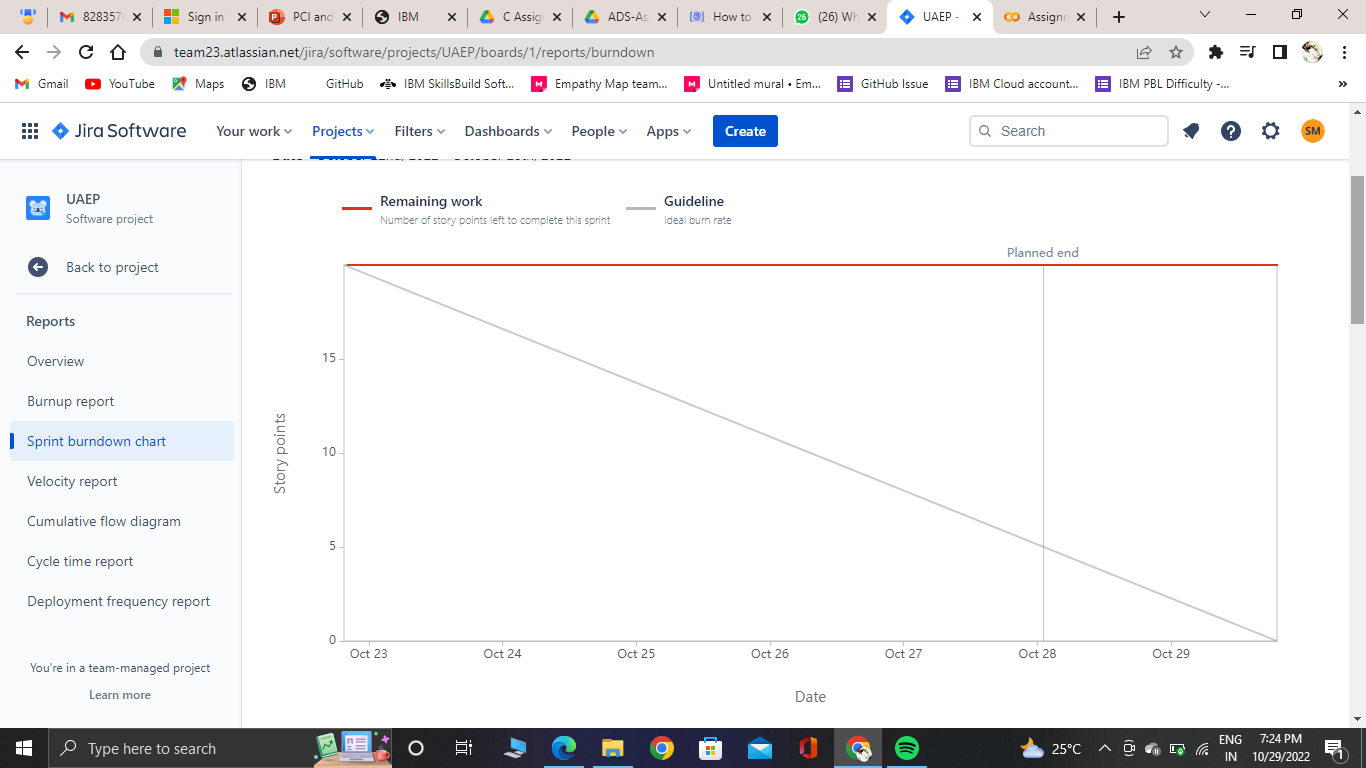 828357
Sign in
PCI and
IBM
C Assig
ADS-As
How to
(26) Wh
UAEP -
Assignn
team23.atlassian.net/jira/software/projects/UAEP/boards/1/reports/burndown
Gmail
YouTube
Maps
IBM
GitHub
IBM SkillsBuild Soft...
Empathy Map team...
Untitled mural • Em...
GitHub Issue
IBM Cloud account...
IBM PBL Difficulty -...
»
Jira Software
Your work
Projects
Filters
Dashboards
People
Apps
Create
Search
SM
UAEP
Software project
Back to project
Reports
Overview
Burnup report
Sprint burndown chart
Velocity report
Cumulative flow diagram
Cycle time report
Deployment frequency report
You're in a team-managed project
Learn more
Remaining work
Number of story points left to complete this sprint
Guideline
Ideal burn rate
Planned end
Story points
15
10
5
0
Oct 23
Oct 24
Oct 25
Oct 26
Oct 27
Oct 28
Oct 29
Date
Type here to search
25°C
ENG
IN
7:24 PM
10/29/2022
1